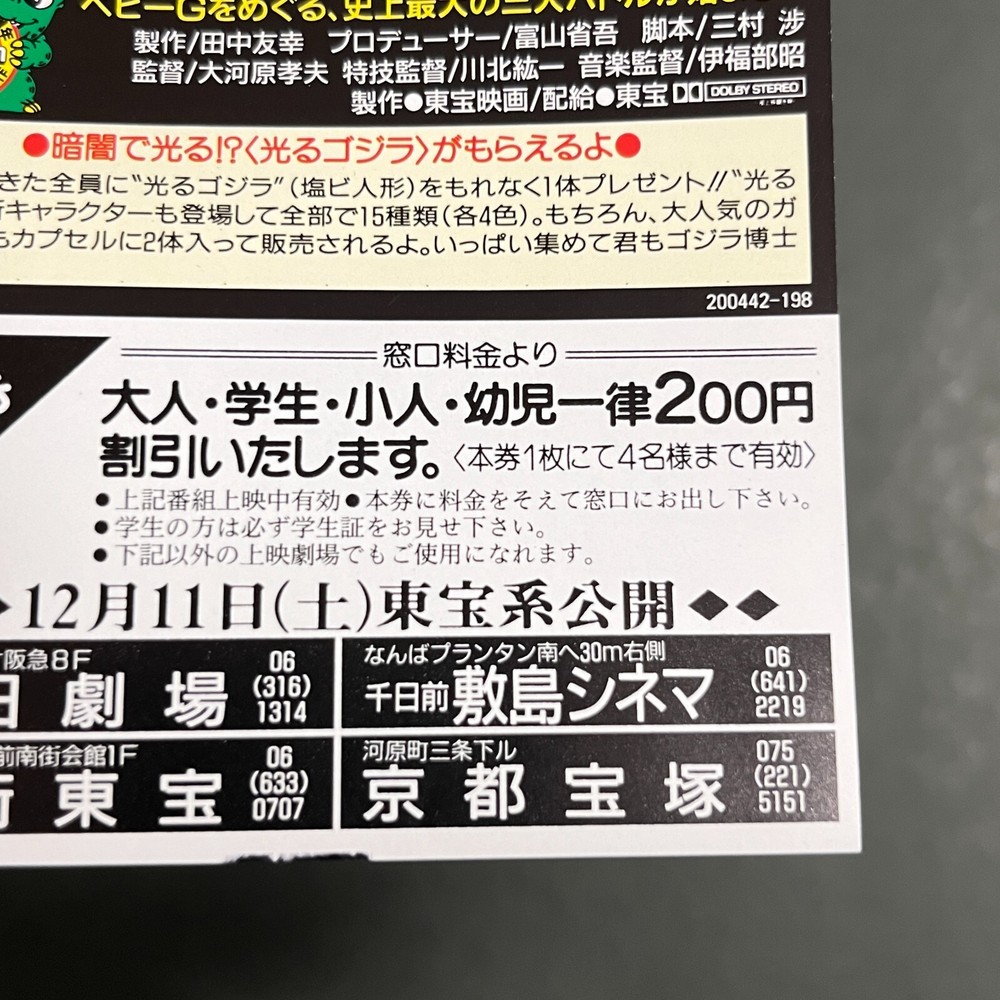 ベビーGをめぐる、史上最大の三大バトルが始ま
製作/田中友幸 プロデューサー/富山省吾 脚本/三村 渉
監督/大河原孝夫 特技監督/川北紘一 音楽監督/伊福部昭
製作●東宝映画/配給●東宝 DOLBY STEREO
●暗闇で光る!?〈光るゴジラ〉がもらえるよ●
きた全員に“光るゴジラ”(塩ビ人形)をもれなく1体プレゼント!!“光る
キャラクターも登場して全部で15種類(各4色)。もちろん、大人気のガ
カプセルに2体入って販売されるよ。いっぱい集めて君もゴジラ博士
200442-198
窓口料金より
大人・学生・小人・幼児一律200円
割引いたします。〈本券1枚にて4名様まで有効〉
●上記番組上映中有効●本券に料金をそえて窓口にお出し下さい。
●学生の方は必ず学生証をお見せ下さい。
●下記以外の上映劇場でもご使用になれます。
◆12月11日(土)東宝系公開◆◆
阪急8F
劇場
06
(316)
1314
なんばプランタン南へ30m右側
千日前 敷島シネマ
06
(641)
2219
前南街会館1F
街東宝
06
(633)
0707
河原町三条下ル
京都宝塚
075
(221)
5151